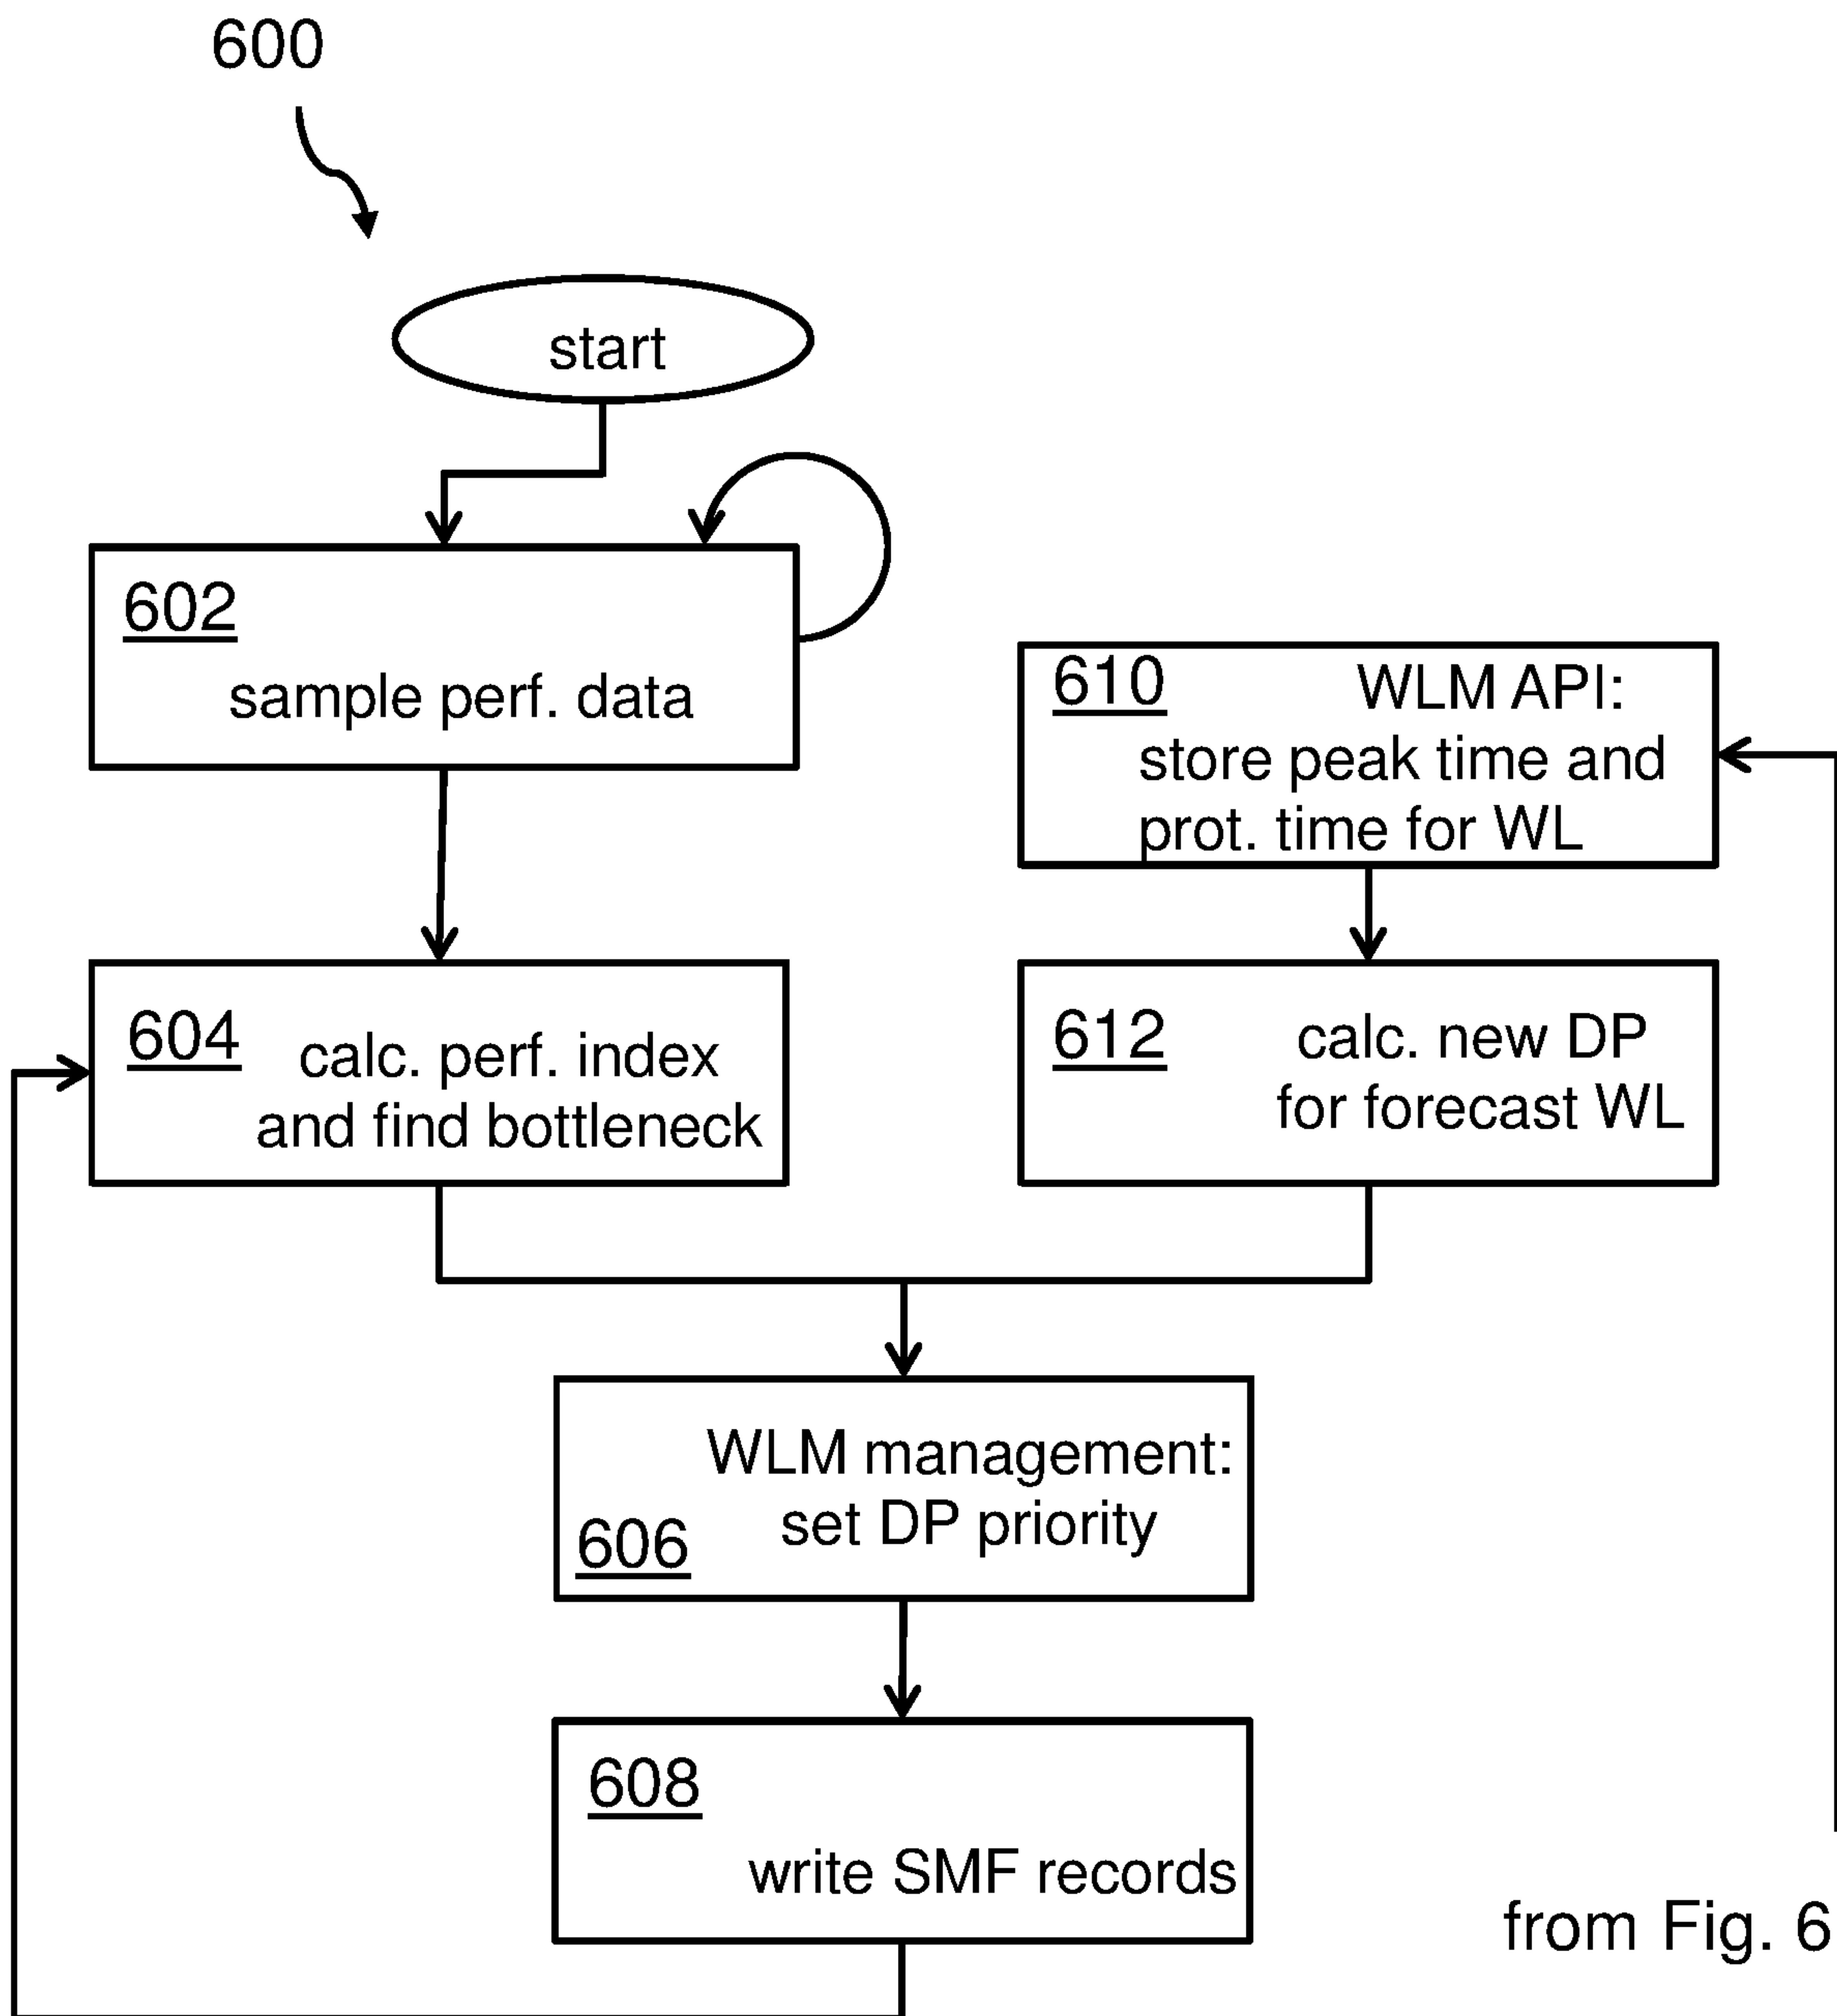 600
start
602
sample perf. data
610 WLM API:
store peak time and
prot. time for WL
604 calc. perf. index
and find bottleneck
612 calc. new DP
for forecast WL
WLM management:
set DP priority
606
608
write SMF records
from Fig. 6